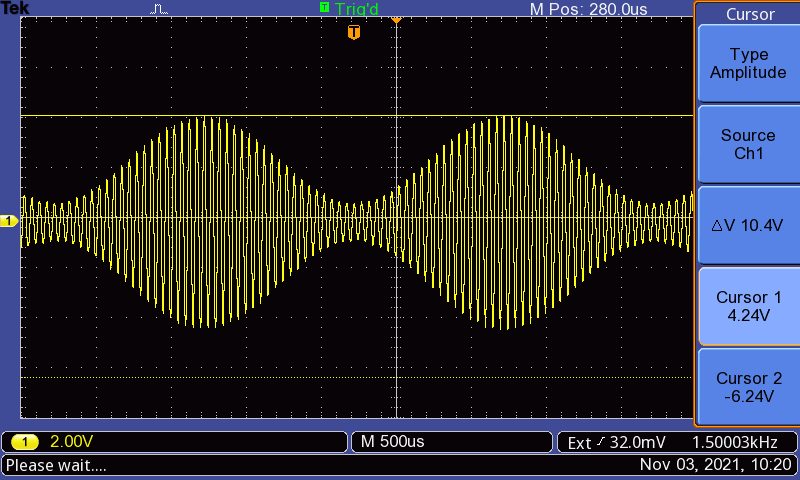 Tek Trig'd M Pos: 280.0us Cursor
T
T
Type
Amplitude
Source
Ch1
1
△V 10.4V
Cursor 1
4.24V
Cursor 2
-6.24V
1 2.00V M 500us Ext 32.0mV 1.50003kHz
Please wait.... Nov 03, 2021, 10:20